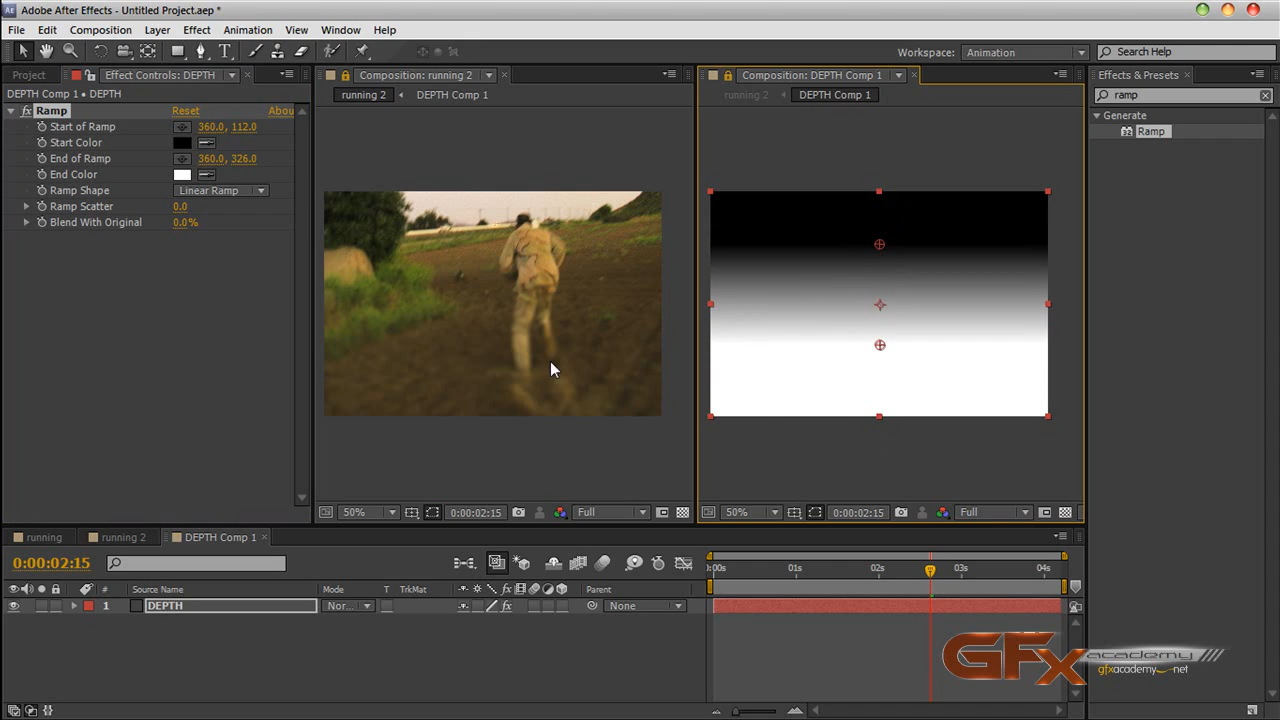 Adobe After Effects - Untitled Project.aep *
File Edit Composition Layer Effect Animation View Window Help
Workspace: Animation Search Help
Project Effect Controls: DEPTH Composition: running 2 Composition: DEPTH Comp 1 Effects & Presets
DEPTH Comp 1 • DEPTH running 2 DEPTH Comp 1 running 2 DEPTH Comp 1 ramp
Ramp Reset Abou
Generate
Ramp
Start of Ramp 360.0, 112.0
Start Color
End of Ramp 360.0, 326.0
End Color
Ramp Shape Linear Ramp
Ramp Scatter 0.0
Blend With Original 0.0%
50% 0:00:02:15 Full 50% 0:00:02:15 Full
running running 2 DEPTH Comp 1
0:00:02:15
:00s 01s 02s 03s 04s
# Source Name Mode T TrkMat Parent
1 DEPTH Nor... None
GFx academy
gfxacademy.net